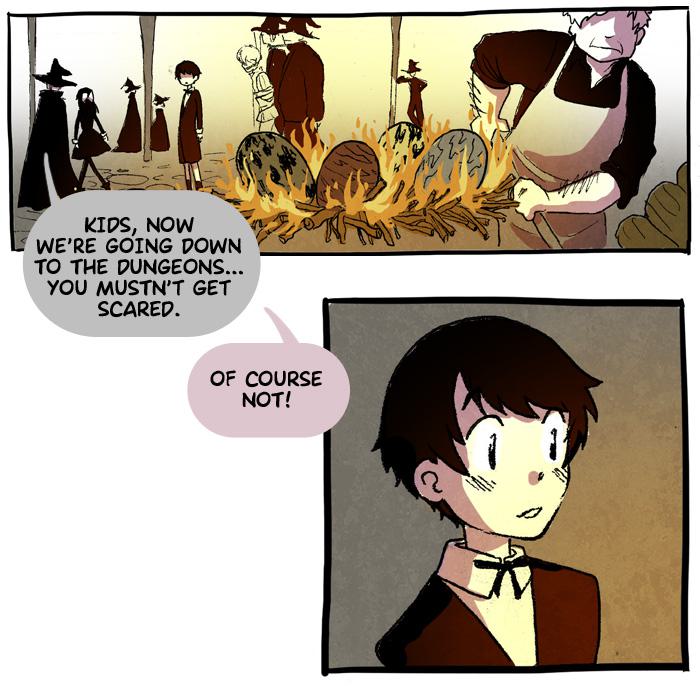 KIDS, NOW
WE'RE GOING DOWN
TO THE DUNGEONS...
YOU MUSTN'T GET
SCARED.
OF COURSE
NOT!